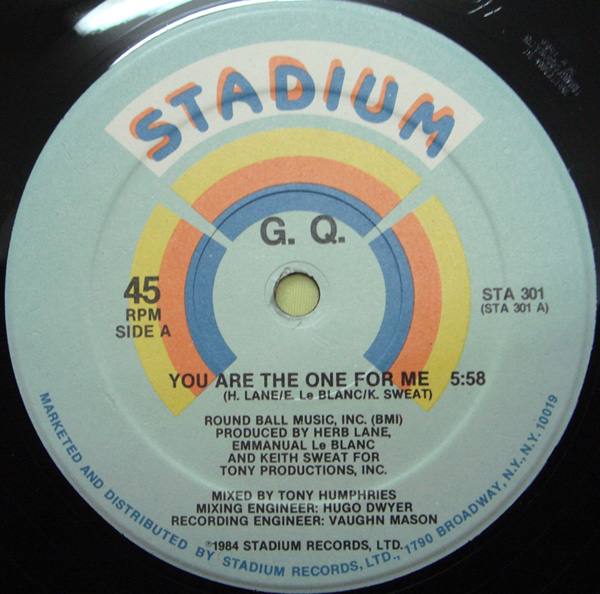 STADIUM
G. Q.
45
RPM
SIDE A
STA 301
(STA 301 A)
YOU ARE THE ONE FOR ME 5:58
(H. LANE/E. Le BLANC/K. SWEAT)
ROUND BALL MUSIC, INC. (BMI)
PRODUCED BY HERB LANE,
EMMANUAL Le BLANC
AND KEITH SWEAT FOR
TONY PRODUCTIONS, INC.
MIXED BY TONY HUMPHRIES
MIXING ENGINEER: HUGO DWYER
RECORDING ENGINEER: VAUGHN MASON
℗1984 STADIUM RECORDS, LTD.
MARKETED AND DISTRIBUTED BY STADIUM RECORDS, LTD., 1790 BROADWAY, N.Y., N.Y. 10019